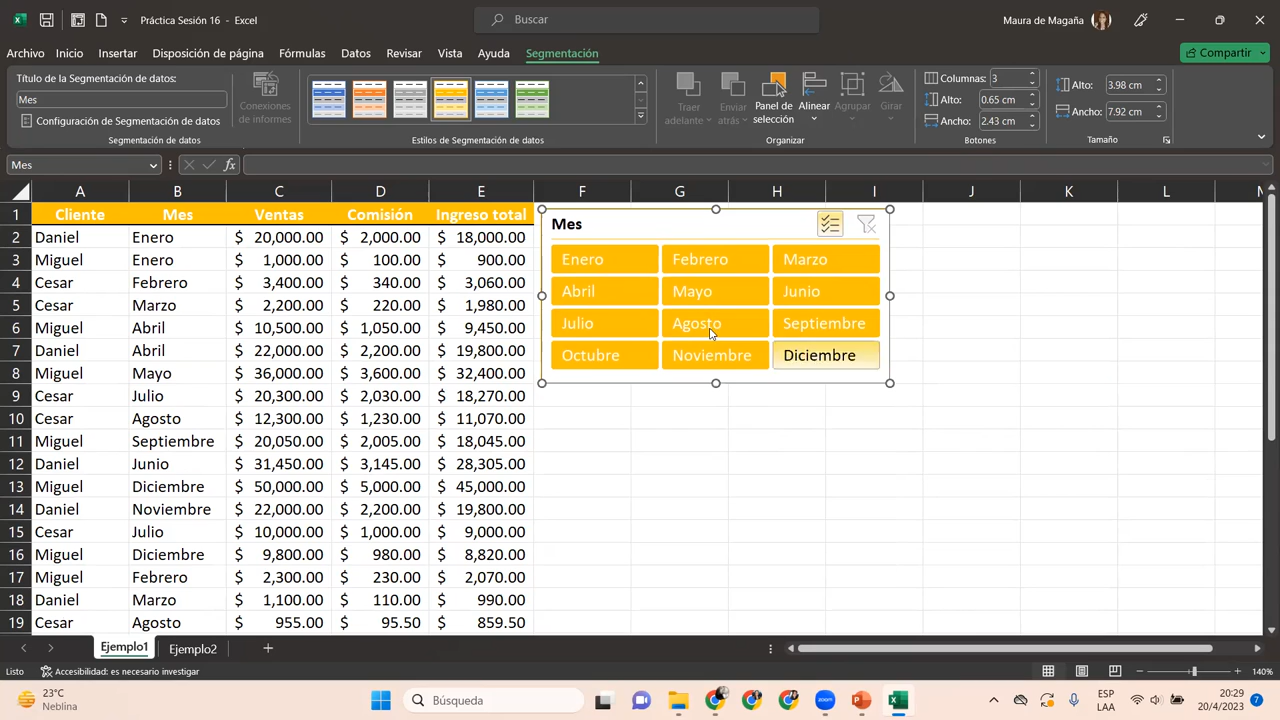 Práctica Sesión 16 - Excel
Buscar
Maura de Magaña
Archivo Inicio Insertar Disposición de página Fórmulas Datos Revisar Vista Ayuda Segmentación
Compartir
Título de la Segmentación de datos:
Mes
Configuración de Segmentación de datos
Segmentación de datos
Conexiones de informes
Estilos de Segmentación de datos
Traer adelante
Enviar atrás
Panel de selección
Alinear
Agrupar
Girar
Organizar
Columnas: 3
Alto: 0.65 cm
Ancho: 2.43 cm
Botones
Alto: 3.98 cm
Ancho: 7.92 cm
Tamaño
Mes
fx
A B C D E F G H I J K L M
1 Cliente Mes Ventas Comisión Ingreso total
2 Daniel Enero $ 20,000.00 $ 2,000.00 $ 18,000.00
3 Miguel Enero $ 1,000.00 $ 100.00 $ 900.00
4 Cesar Febrero $ 3,400.00 $ 340.00 $ 3,060.00
5 Cesar Marzo $ 2,200.00 $ 220.00 $ 1,980.00
6 Miguel Abril $ 10,500.00 $ 1,050.00 $ 9,450.00
7 Daniel Abril $ 22,000.00 $ 2,200.00 $ 19,800.00
8 Miguel Mayo $ 36,000.00 $ 3,600.00 $ 32,400.00
9 Cesar Julio $ 20,300.00 $ 2,030.00 $ 18,270.00
10 Cesar Agosto $ 12,300.00 $ 1,230.00 $ 11,070.00
11 Miguel Septiembre $ 20,050.00 $ 2,005.00 $ 18,045.00
12 Daniel Junio $ 31,450.00 $ 3,145.00 $ 28,305.00
13 Miguel Diciembre $ 50,000.00 $ 5,000.00 $ 45,000.00
14 Daniel Noviembre $ 22,000.00 $ 2,200.00 $ 19,800.00
15 Cesar Julio $ 10,000.00 $ 1,000.00 $ 9,000.00
16 Miguel Diciembre $ 9,800.00 $ 980.00 $ 8,820.00
17 Miguel Febrero $ 2,300.00 $ 230.00 $ 2,070.00
18 Daniel Marzo $ 1,100.00 $ 110.00 $ 990.00
19 Cesar Agosto $ 955.00 $ 95.50 $ 859.50
Mes
Enero Febrero Marzo
Abril Mayo Junio
Julio Agosto Septiembre
Octubre Noviembre Diciembre
Ejemplo1 Ejemplo2
Listo
Accesibilidad: es necesario investigar
140%
23°C
Neblina
Búsqueda
zoom
ESP
LAA
20:29
20/4/2023
7